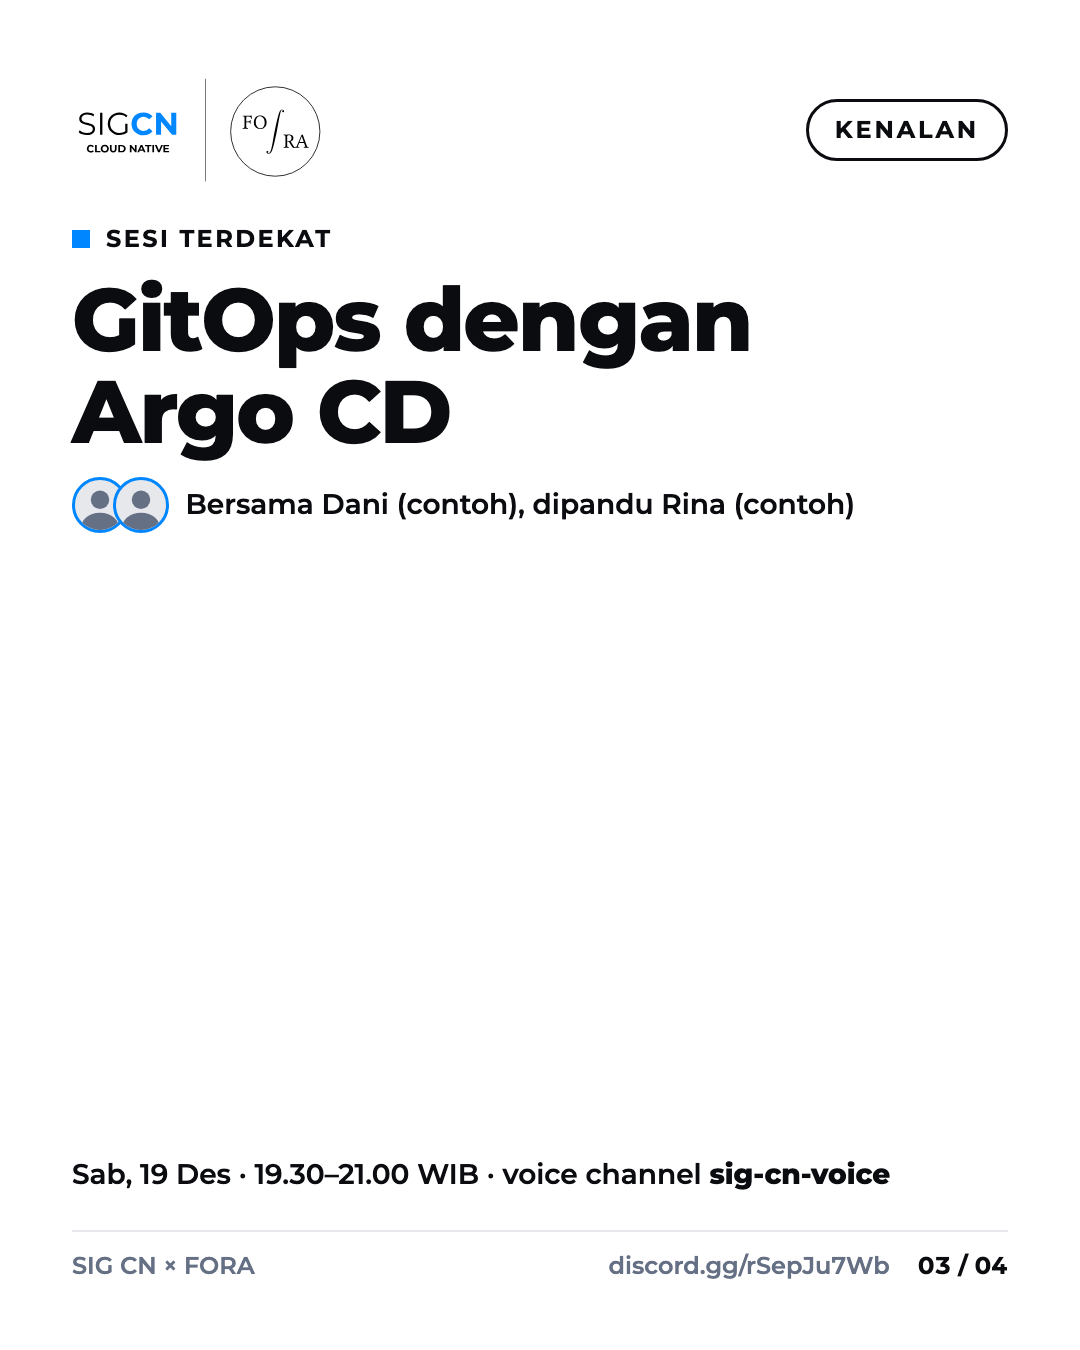 SIGCN
CLOUD NATIVE
FO RA
KENALAN
SESI TERDEKAT
GitOps dengan
Argo CD
Bersama Dani (contoh), dipandu Rina (contoh)
Sab, 19 Des · 19.30–21.00 WIB · voice channel sig-cn-voice
SIG CN × FORA
discord.gg/rSepJu7Wb 03 / 04